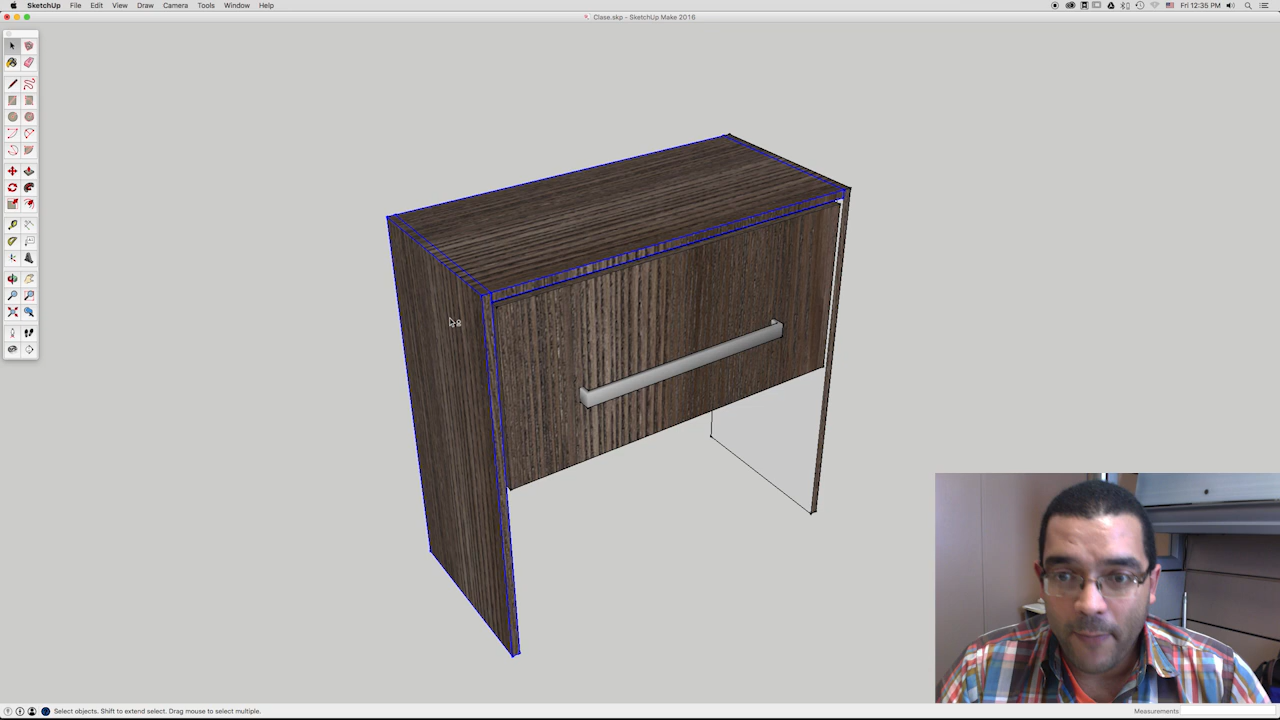 SketchUp File Edit View Draw Camera Tools Window Help Fri 12:35 PM
Clase.skp - SketchUp Make 2016
Select objects. Shift to extend select. Drag mouse to select multiple. Measurements: